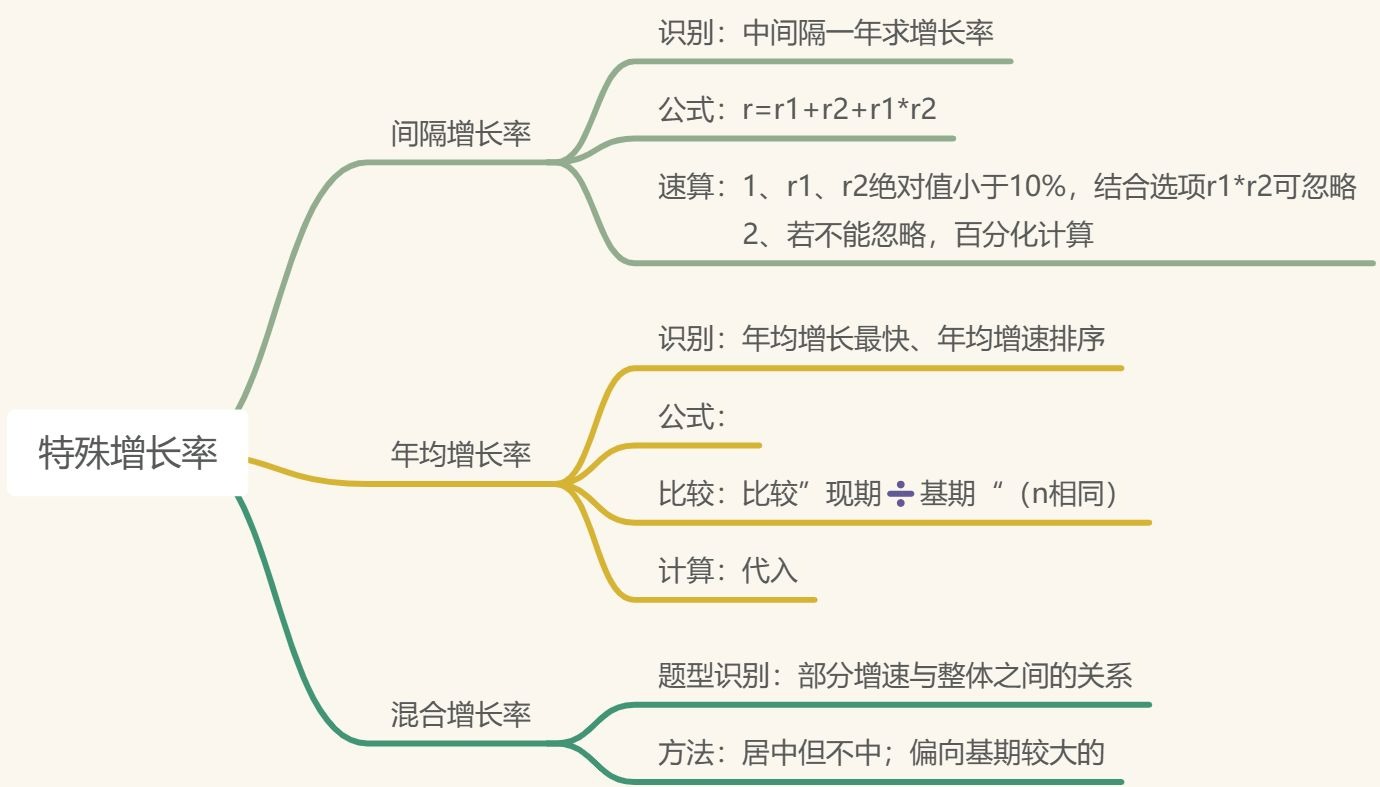 特殊增长率
间隔增长率
识别：中间隔一年求增长率
公式：r=r1+r2+r1*r2
速算：1、r1、r2绝对值小于10%，结合选项r1*r2可忽略
2、若不能忽略，百分化计算
年均增长率
识别：年均增长最快、年均增速排序
公式：
比较：比较”现期➗基期“（n相同）
计算：代入
混合增长率
题型识别：部分增速与整体之间的关系
方法：居中但不中；偏向基期较大的